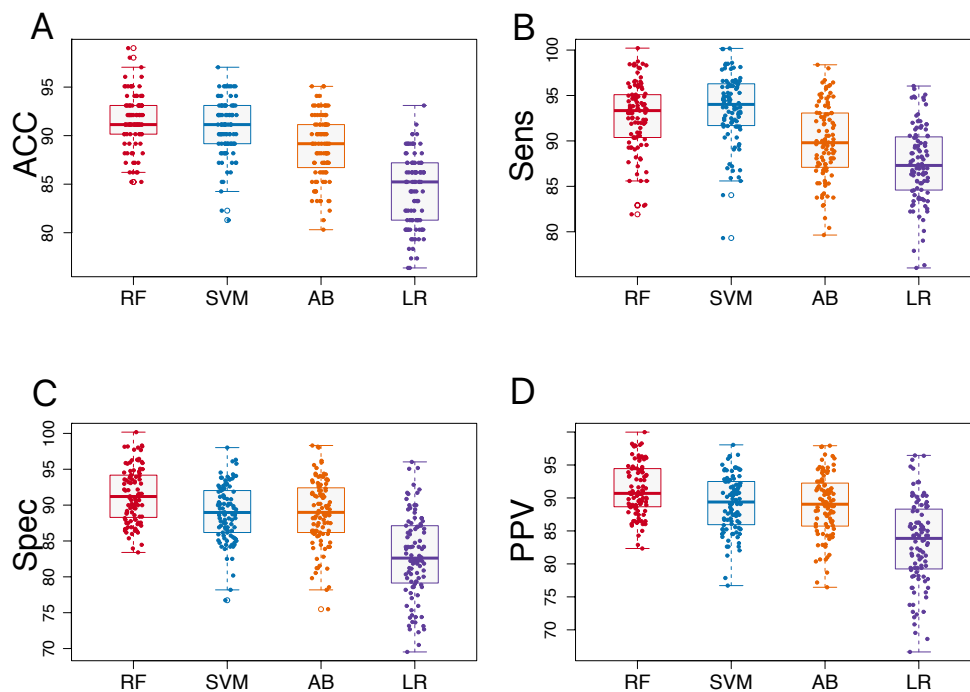 A
ACC
95
90
85
80
RF SVM AB LR
B
Sens
100
95
90
85
80
RF SVM AB LR
C
Spec
100
95
90
85
80
75
70
RF SVM AB LR
D
PPV
95
90
85
80
75
70
RF SVM AB LR